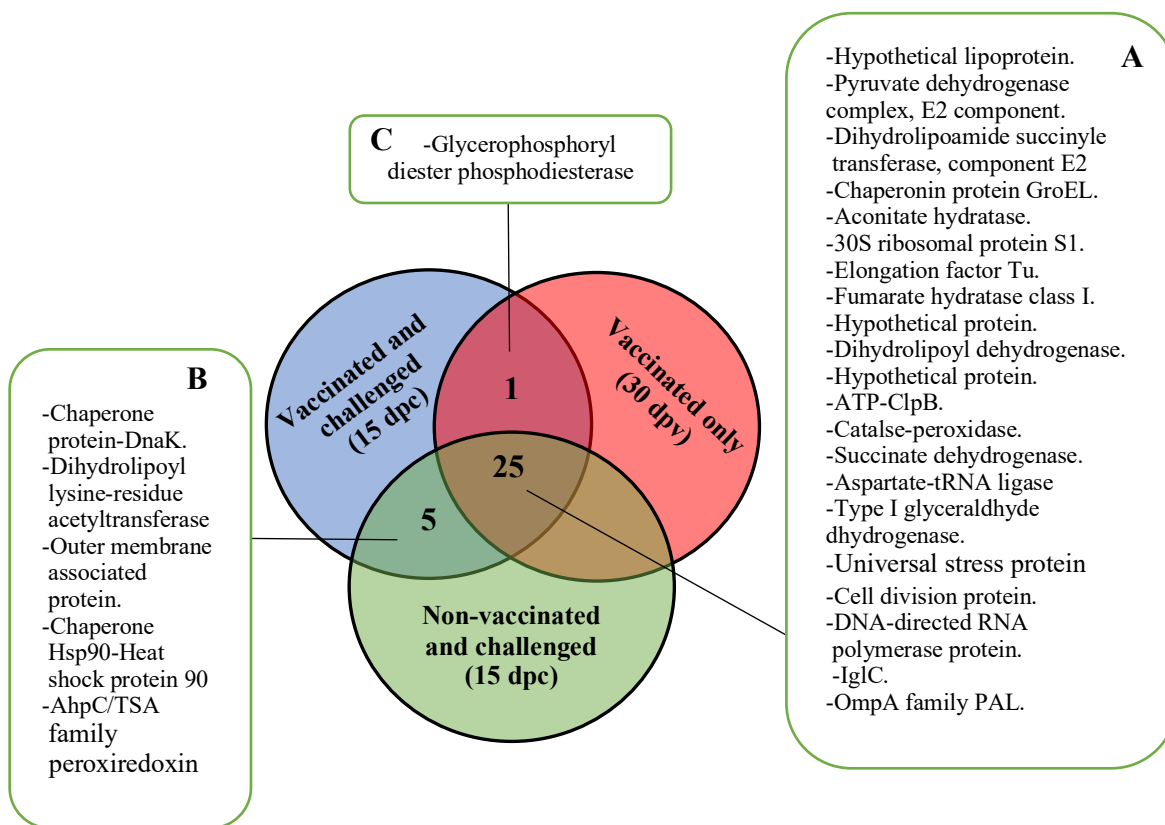 A
-Hypothetical lipoprotein.
-Pyruvate dehydrogenase
complex, E2 component.
-Dihydrolipoamide succinyle
transferase, component E2
-Chaperonin protein GroEL.
-Aconitate hydratase.
-30S ribosomal protein S1.
-Elongation factor Tu.
-Fumarate hydratase class I.
-Hypothetical protein.
-Dihydrolipoyl dehydrogenase.
-Hypothetical protein.
-ATP-ClpB.
-Catalse-peroxidase.
-Succinate dehydrogenase.
-Aspartate-tRNA ligase
-Type I glyceraldhyde
dhydrogenase.
-Universal stress protein
-Cell division protein.
-DNA-directed RNA
polymerase protein.
-IglC.
-OmpA family PAL.
C
-Glycerophosphoryl
diester phosphodiesterase
Vaccinated and
challenged
(15 dpc)
1
Vaccinated only
(30 dpv)
25
5
Non-vaccinated
and challenged
(15 dpc)
B
-Chaperone
protein-DnaK.
-Dihydrolipoyl
lysine-residue
acetyltransferase
-Outer membrane
associated
protein.
-Chaperone
Hsp90-Heat
shock protein 90
-AhpC/TSA
family
peroxiredoxin